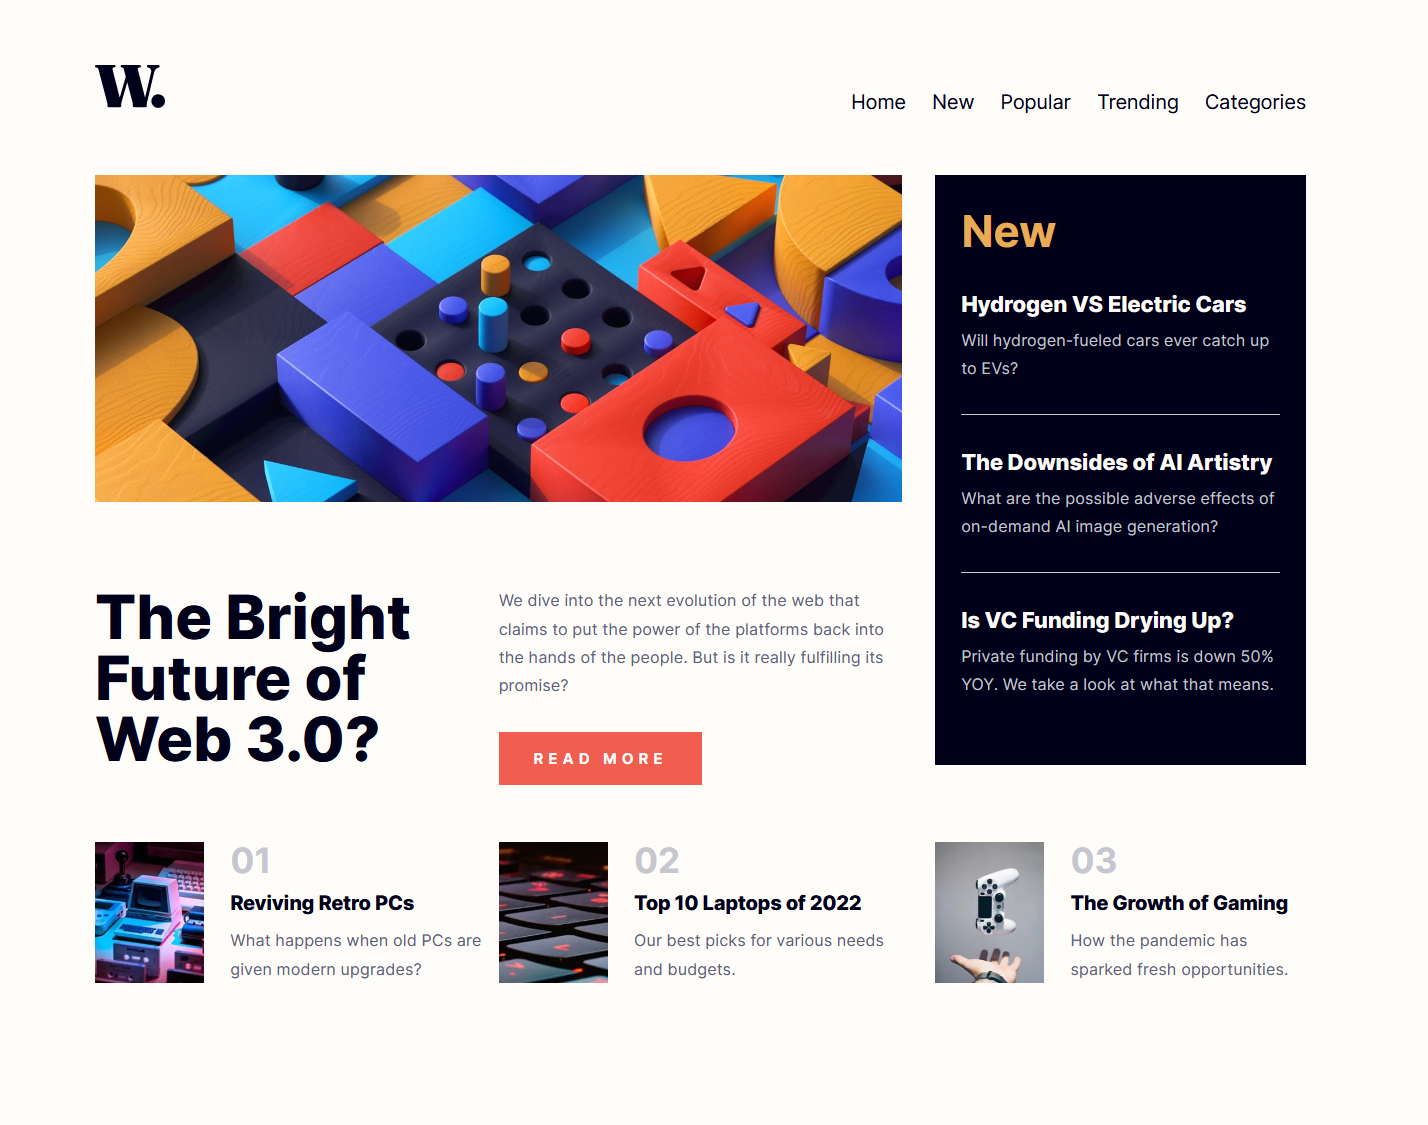 W.
Home New Popular Trending Categories
The Bright
Future of
Web 3.0?
We dive into the next evolution of the web that
claims to put the power of the platforms back into
the hands of the people. But is it really fulfilling its
promise?
READ MORE
New
Hydrogen VS Electric Cars
Will hydrogen-fueled cars ever catch up
to EVs?
The Downsides of AI Artistry
What are the possible adverse effects of
on-demand AI image generation?
Is VC Funding Drying Up?
Private funding by VC firms is down 50%
YOY. We take a look at what that means.
01
Reviving Retro PCs
What happens when old PCs are
given modern upgrades?
02
Top 10 Laptops of 2022
Our best picks for various needs
and budgets.
03
The Growth of Gaming
How the pandemic has
sparked fresh opportunities.